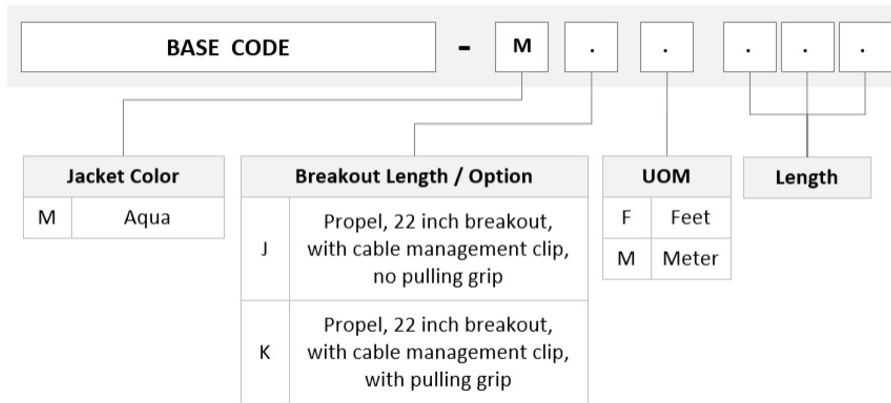 BASE CODE - M . . . . .
Jacket Color
M Aqua
Breakout Length / Option
J
Propel, 22 inch breakout,
with cable management clip,
no pulling grip
K
Propel, 22 inch breakout,
with cable management clip,
with pulling grip
UOM
F Feet
M Meter
Length